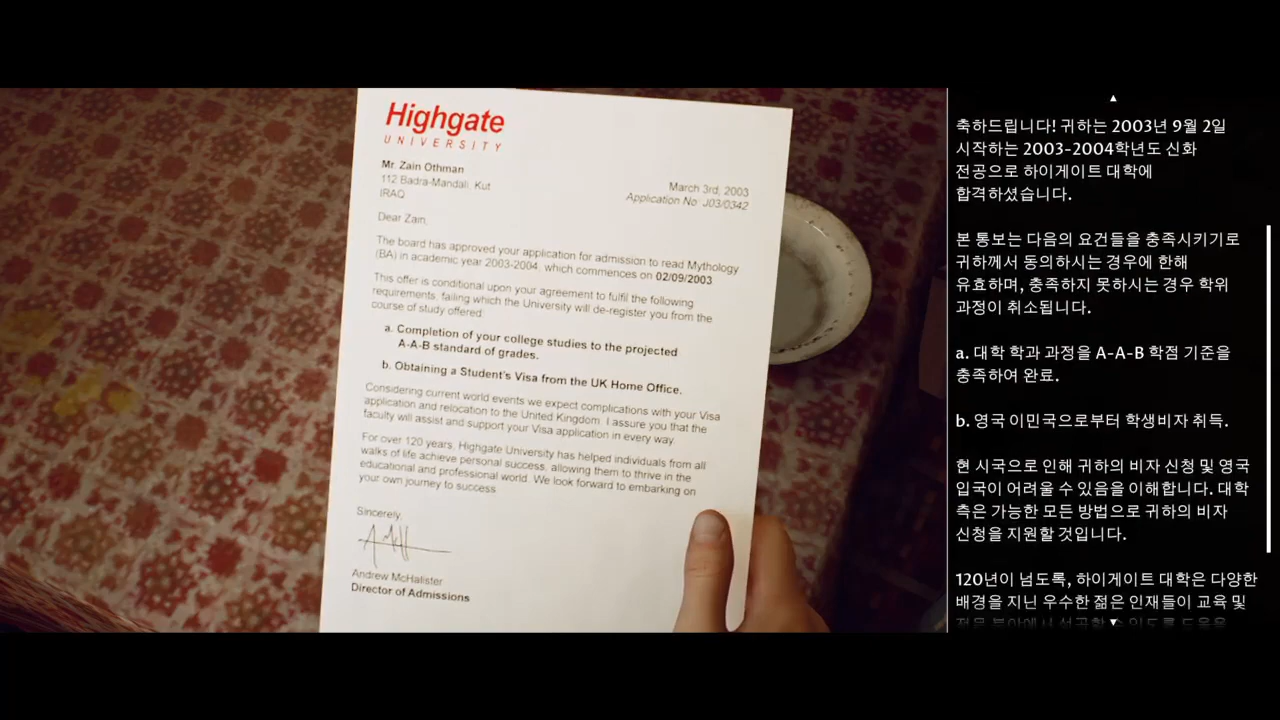 Highgate
UNIVERSITY
Mr. Zain Othman
112 Badra-Mandali, Kut
IRAQ
March 3rd, 2003
Application No: J03/0342
Dear Zain,
The board has approved your application for admission to read Mythology
(BA) in academic year 2003-2004, which commences on 02/09/2003
This offer is conditional upon your agreement to fulfil the following
requirements, failing which the University will de-register you from the
course of study offered:
a. Completion of your college studies to the projected
A-A-B standard of grades.
b. Obtaining a Student's Visa from the UK Home Office.
Considering current world events we expect complications with your Visa
application and relocation to the United Kingdom. I assure you that the
faculty will assist and support your Visa application in every way.
For over 120 years, Highgate University has helped individuals from all
walks of life achieve personal success, allowing them to thrive in the
educational and professional world. We look forward to embarking on
your own journey to success.
Sincerely,
Andrew McHalister
Director of Admissions
축하드립니다! 귀하는 2003년 9월 2일
시작하는 2003-2004학년도 신화
전공으로 하이게이트 대학에
합격하셨습니다.
본 통보는 다음의 요건들을 충족시키기로
귀하께서 동의하시는 경우에 한해
유효하며, 충족하지 못하시는 경우 학위
과정이 취소됩니다.
a. 대학 학과 과정을 A-A-B 학점 기준을
충족하여 완료.
b. 영국 이민국으로부터 학생비자 취득.
현 시국으로 인해 귀하의 비자 신청 및 영국
입국이 어려울 수 있음을 이해합니다. 대학
측은 가능한 모든 방법으로 귀하의 비자
신청을 지원할 것입니다.
120년이 넘도록, 하이게이트 대학은 다양한
배경을 지닌 우수한 젊은 인재들이 교육 및